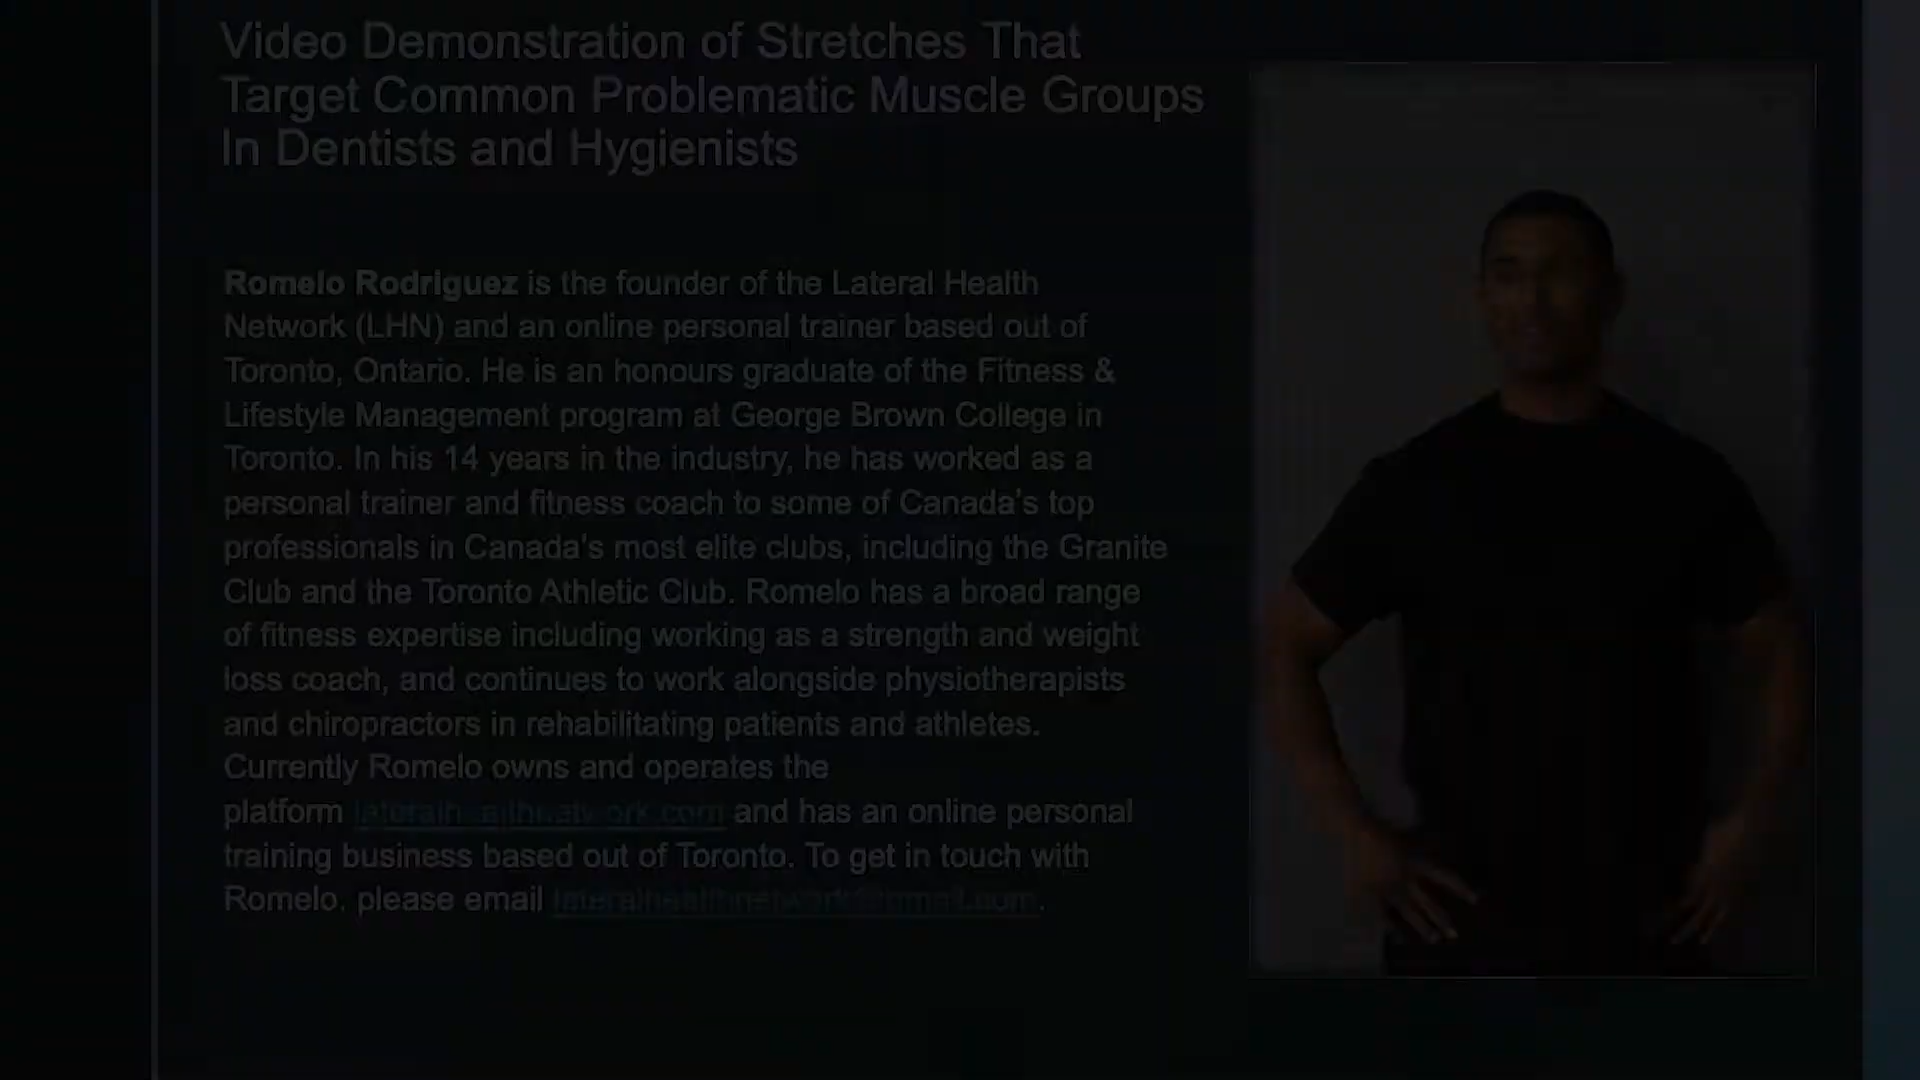 Video Demonstration of Stretches That
Target Common Problematic Muscle Groups
In Dentists and Hygienists
Romelo Rodriguez is the founder of the Lateral Health
Network (LHN) and an online personal trainer based out of
Toronto, Ontario. He is an honours graduate of the Fitness &
Lifestyle Management program at George Brown College in
Toronto. In his 14 years in the industry, he has worked as a
personal trainer and fitness coach to some of Canada's top
professionals in Canada's most elite clubs, including the Granite
Club and the Toronto Athletic Club. Romelo has a broad range
of fitness expertise including working as a strength and weight
loss coach, and continues to work alongside physiotherapists
and chiropractors in rehabilitating patients and athletes.
Currently Romelo owns and operates the
platform lateralhealthnetwork.com and has an online personal
training business based out of Toronto. To get in touch with
Romelo, please email lateralhealthnetwork@gmail.com.